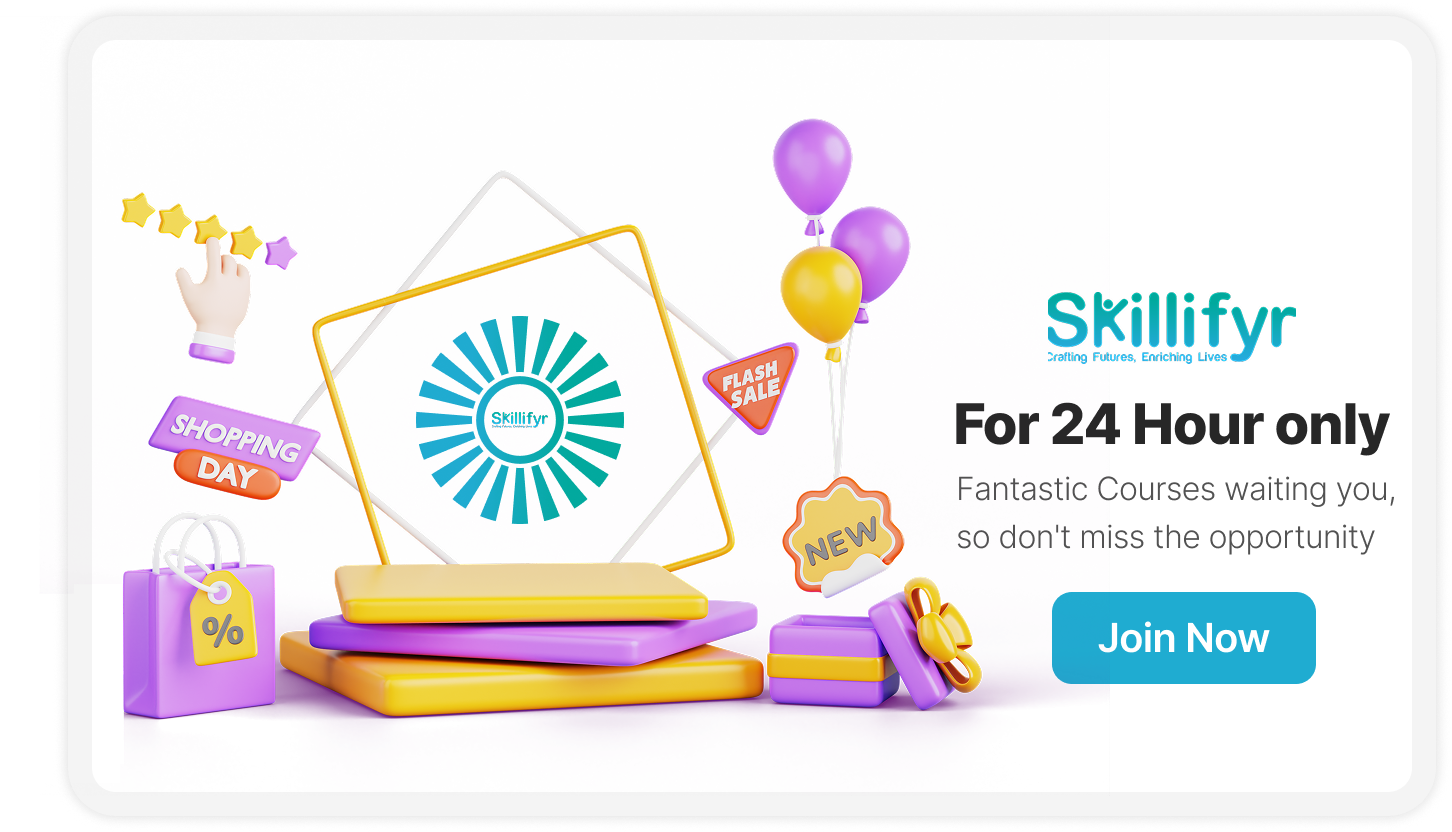 SHOPPING
DAY
%
Skillifyr
FLASH
SALE
NEW
Skillifyr
Crafting Futures, Enriching Lives
For 24 Hour only
Fantastic Courses waiting you,
so don't miss the opportunity
Join Now